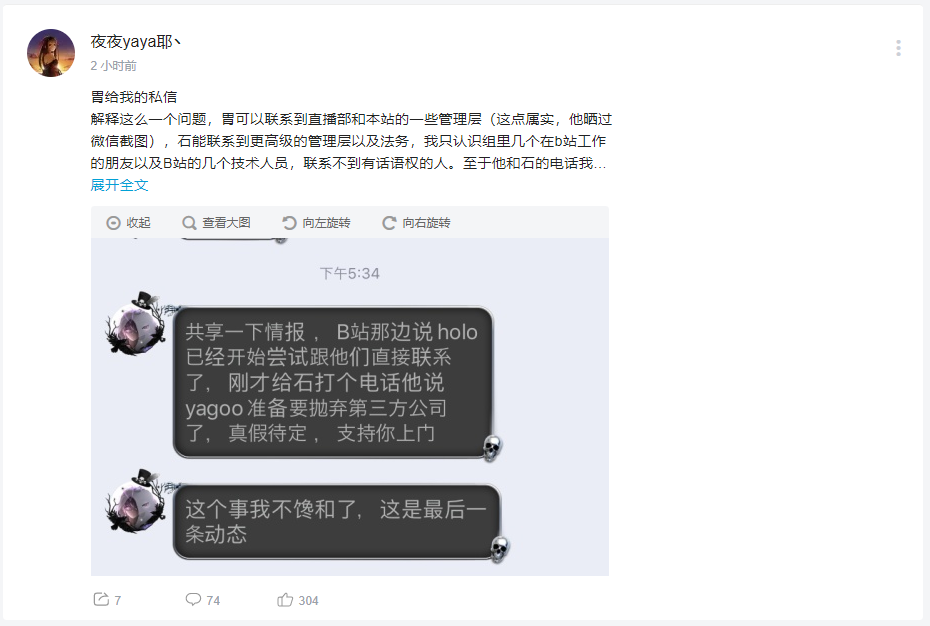 夜夜yaya耶丶
2 小时前
胃给我的私信
解释这么一个问题，胃可以联系到直播部和本站的一些管理层（这点属实，他晒过
微信截图），石能联系到更高级的管理层以及法务，我只认识组里几个在b站工作
的朋友以及B站的几个技术人员，联系不到有话语权的人。至于他和石的电话我...
展开全文
收起 查看大图 向左旋转 向右旋转
下午5:34
共享一下情报 ， B站那边说 holo
已经开始尝试跟他们直接联系
了， 刚才给石打个电话他说
yagoo 准备要抛弃第三方公司
了， 真假待定 ， 支持你上门
这个事我不馋和了， 这是最后一
条动态
7 74 304